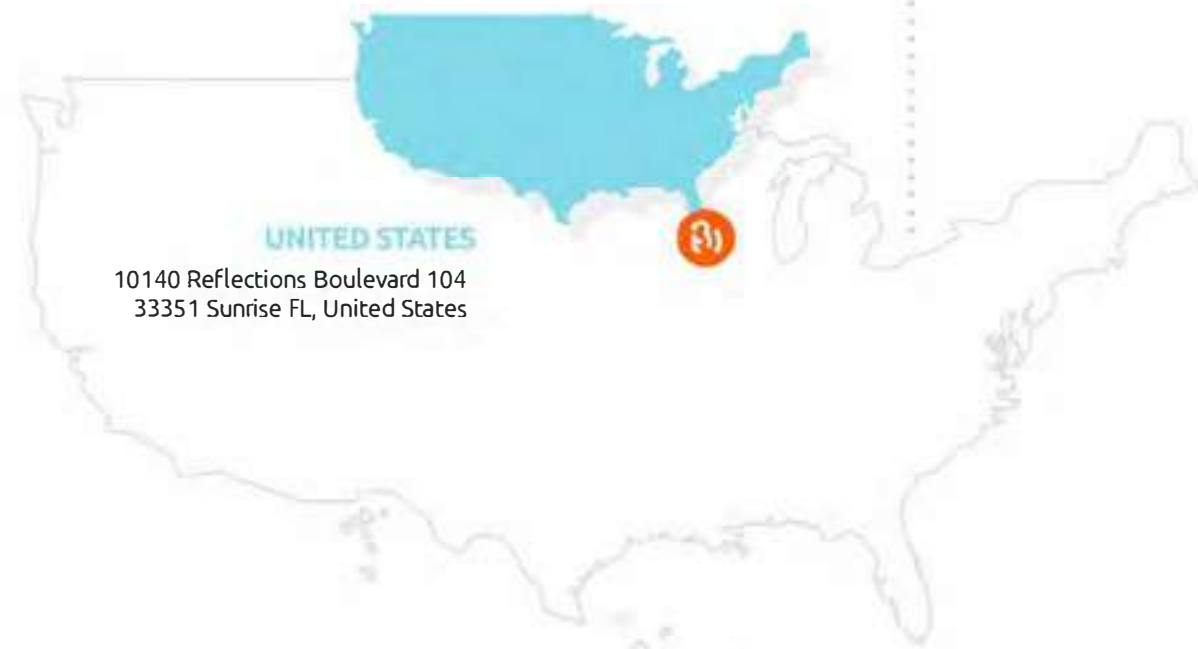 UNITED STATES
10140 Reflections Boulevard 104
33351 Sunrise FL, United States